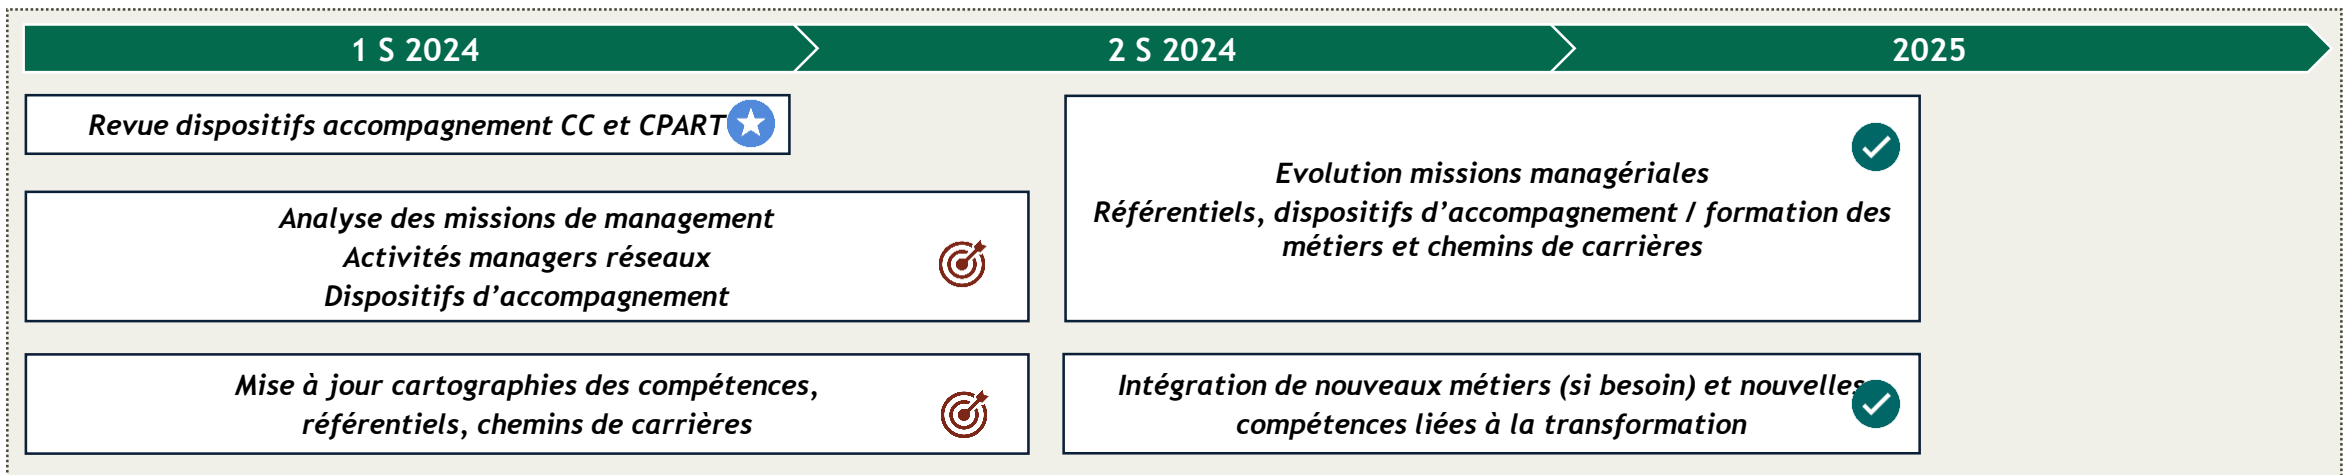 1 S 2024
2 S 2024
2025
Revue dispositifs accompagnement CC et CPART
Analyse des missions de management
Activités managers réseaux
Dispositifs d’accompagnement
Evolution missions managériales
Référentiels, dispositifs d’accompagnement / formation des
métiers et chemins de carrières
Mise à jour cartographies des compétences,
référentiels, chemins de carrières
Intégration de nouveaux métiers (si besoin) et nouvelles
compétences liées à la transformation